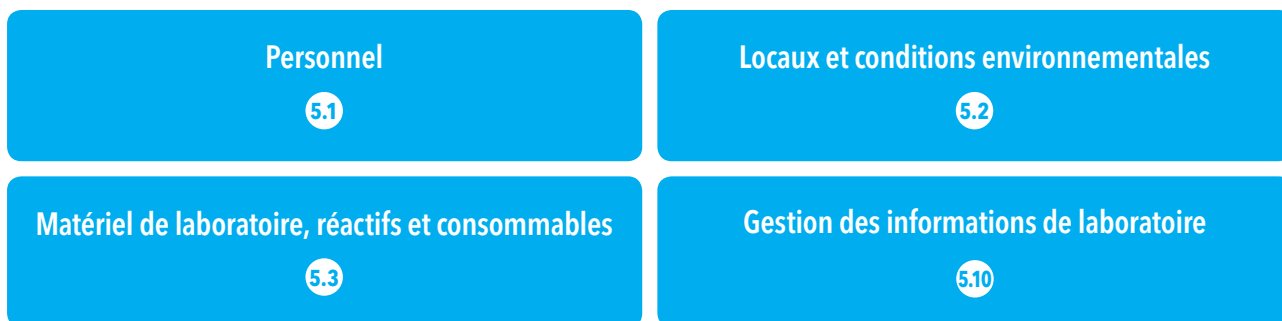 Personnel
5.1
Locaux et conditions environnementales
5.2
Matériel de laboratoire, réactifs et consommables
5.3
Gestion des informations de laboratoire
5.10